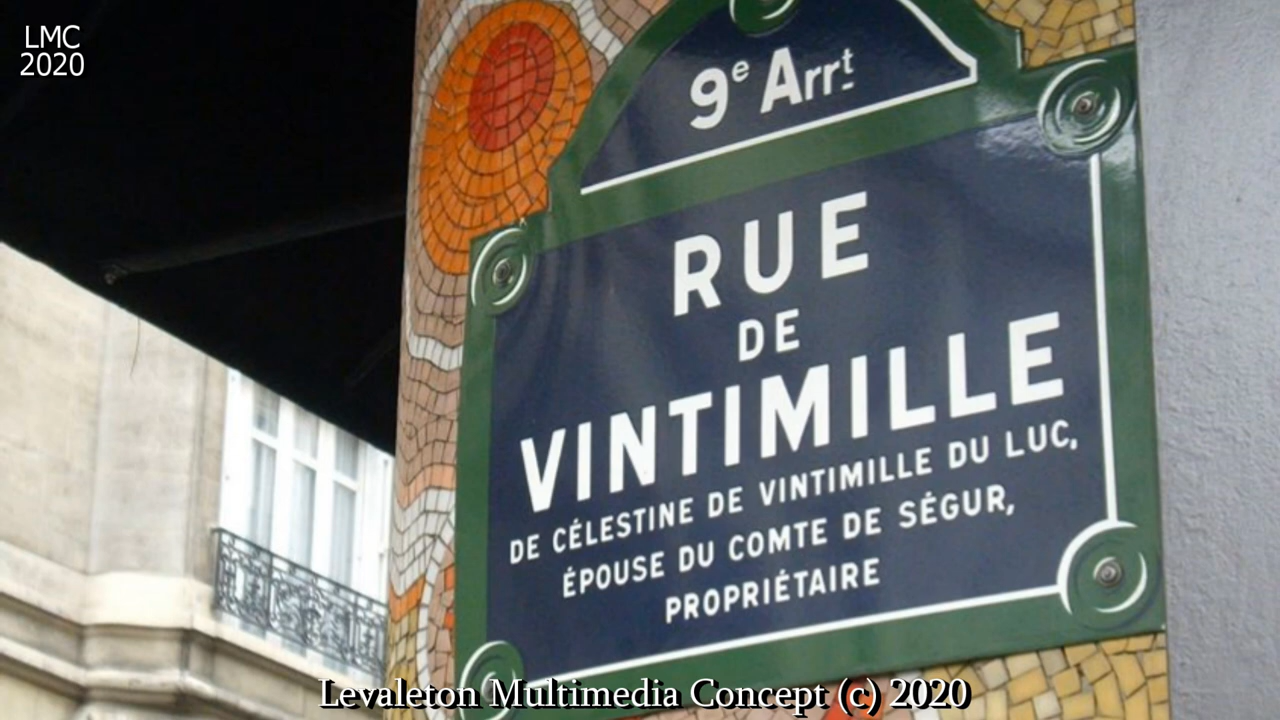 LMC
2020
9e Arrt
RUE
DE
VINTIMILLE
DE CÉLESTINE DE VINTIMILLE DU LUC,
ÉPOUSE DU COMTE DE SÉGUR,
PROPRIÉTAIRE
Levaleton Multimedia Concept (c) 2020